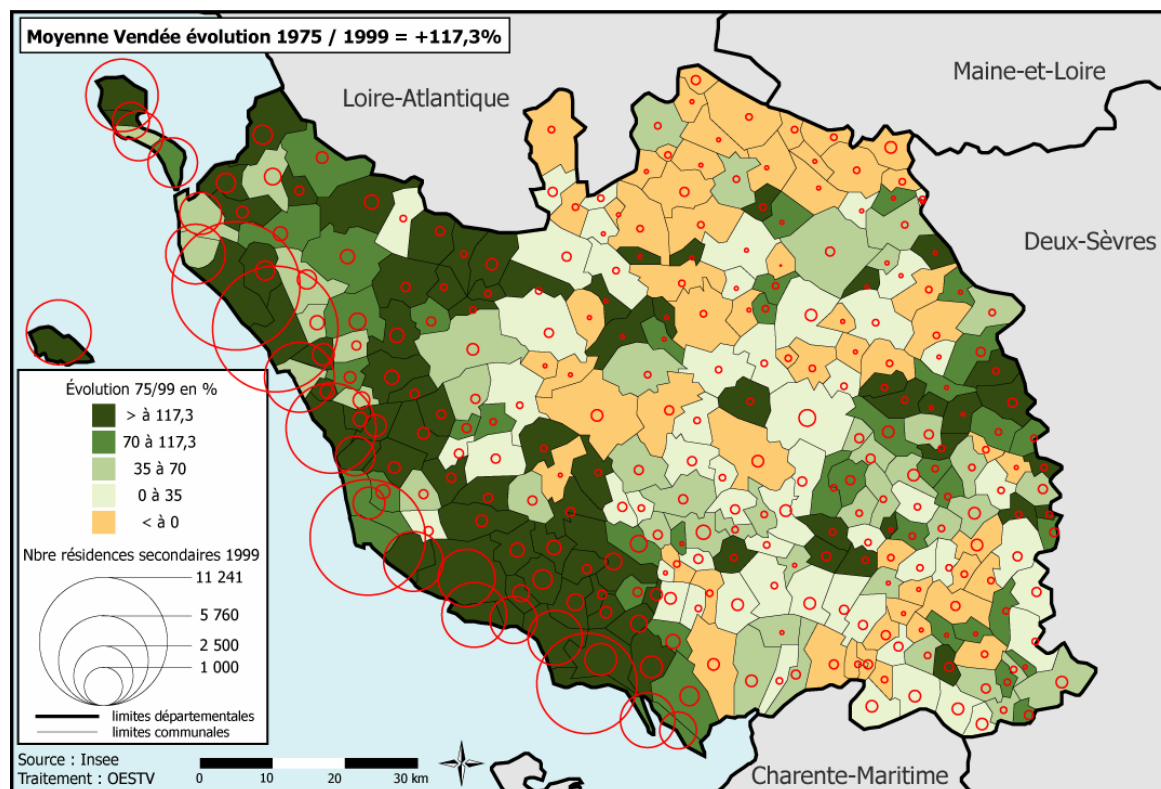 Moyenne Vendée évolution 1975 / 1999 = +117,3%
Maine-et-Loire
Loire-Atlantique
Deux-Sèvres
Évolution 75/99 en %
> à 117,3
70 à 117,3
35 à 70
0 à 35
< à 0
Nbre résidences secondaires 1999
11 241
5 760
2 500
1 000
limites départementales
limites communales
Source : Insee
Traitement : OESTV
0 10 20 30 km
Charente-Maritime